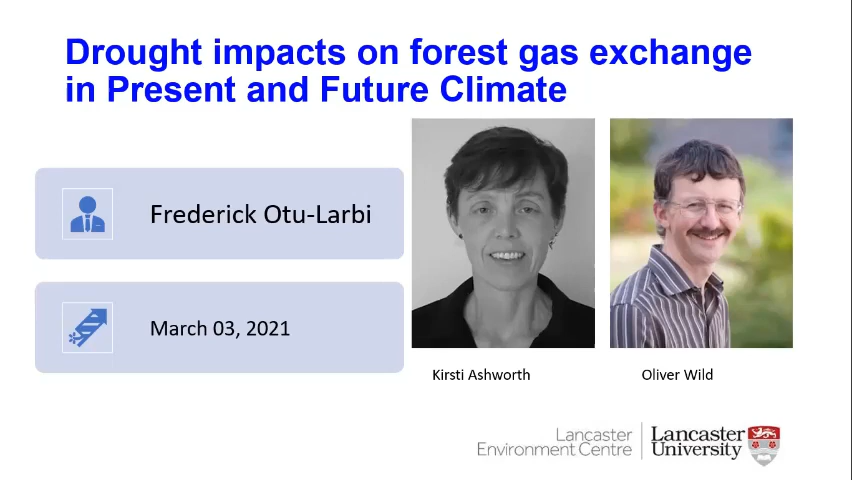 Drought impacts on forest gas exchange
in Present and Future Climate
Frederick Otu-Larbi
March 03, 2021
Kirsti Ashworth
Oliver Wild
Lancaster
Environment Centre
Lancaster
University